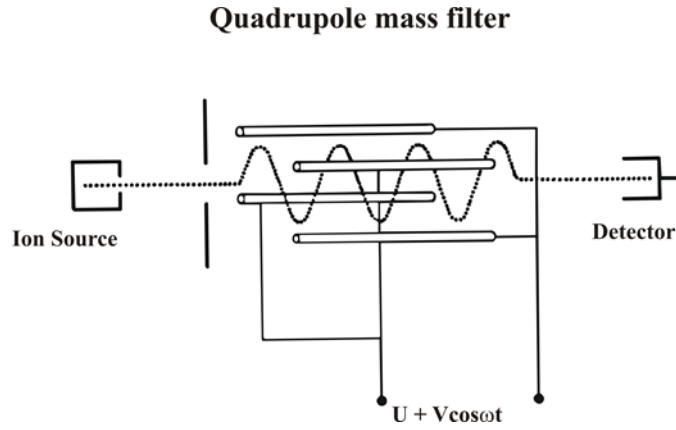 Quadrupole mass filter
Ion Source
Detector
U + Vcosωt